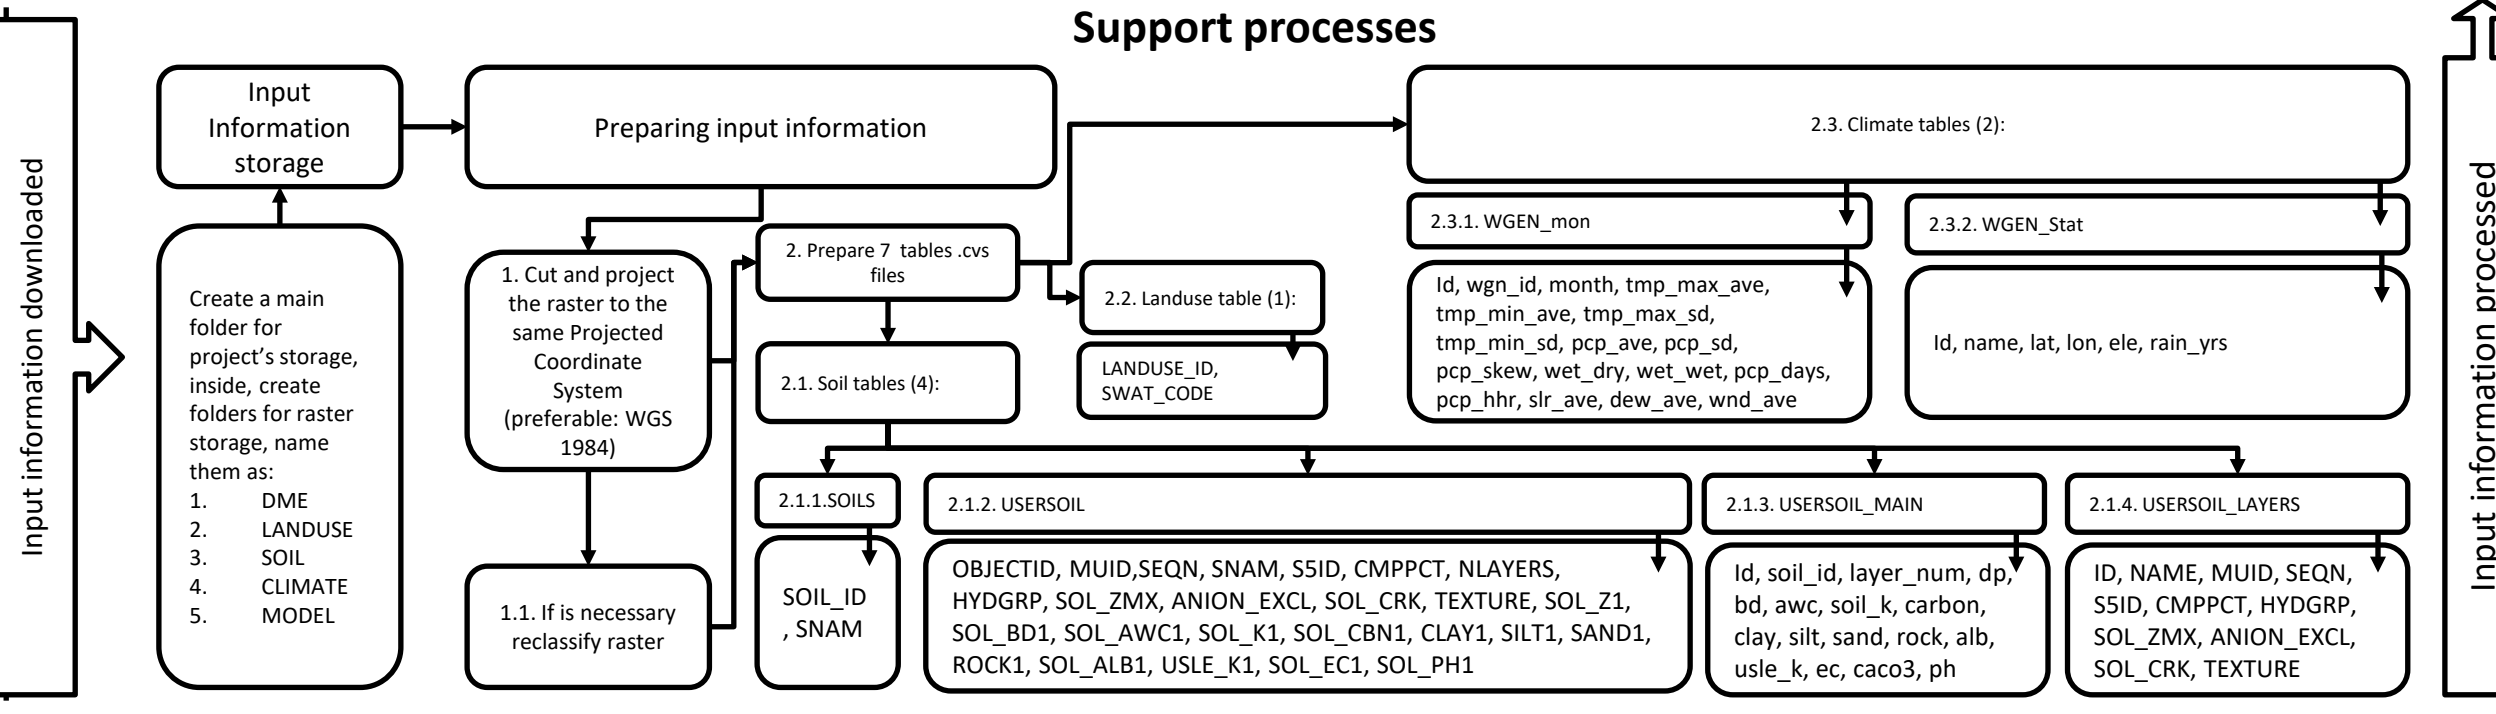 Support processes
Input information downloaded
Input
Information
storage
Create a main
folder for
project’s storage,
inside, create
folders for raster
storage, name
them as:
1. DME
2. LANDUSE
3. SOIL
4. CLIMATE
5. MODEL
Preparing input information
1. Cut and project
the raster to the
same Projected
Coordinate
System
(preferable: WGS
1984)
1.1. If is necessary
reclassify raster
2. Prepare 7 tables .cvs
files
2.1. Soil tables (4):
2.2. Landuse table (1):
LANDUSE_ID,
SWAT_CODE
2.3. Climate tables (2):
2.3.1. WGEN_mon
Id, wgn_id, month, tmp_max_ave,
tmp_min_ave, tmp_max_sd,
tmp_min_sd, pcp_ave, pcp_sd,
pcp_skew, wet_dry, wet_wet, pcp_days,
pcp_hhr, slr_ave, dew_ave, wnd_ave
2.3.2. WGEN_Stat
Id, name, lat, lon, ele, rain_yrs
2.1.1.SOILS
SOIL_ID
, SNAM
2.1.2. USERSOIL
OBJECTID, MUID,SEQN, SNAM, S5ID, CMPPCT, NLAYERS,
HYDGRP, SOL_ZMX, ANION_EXCL, SOL_CRK, TEXTURE, SOL_Z1,
SOL_BD1, SOL_AWC1, SOL_K1, SOL_CBN1, CLAY1, SILT1, SAND1,
ROCK1, SOL_ALB1, USLE_K1, SOL_EC1, SOL_PH1
2.1.3. USERSOIL_MAIN
Id, soil_id, layer_num, dp,
bd, awc, soil_k, carbon,
clay, silt, sand, rock, alb,
usle_k, ec, caco3, ph
2.1.4. USERSOIL_LAYERS
ID, NAME, MUID, SEQN,
S5ID, CMPPCT, HYDGRP,
SOL_ZMX, ANION_EXCL,
SOL_CRK, TEXTURE
Input information processed